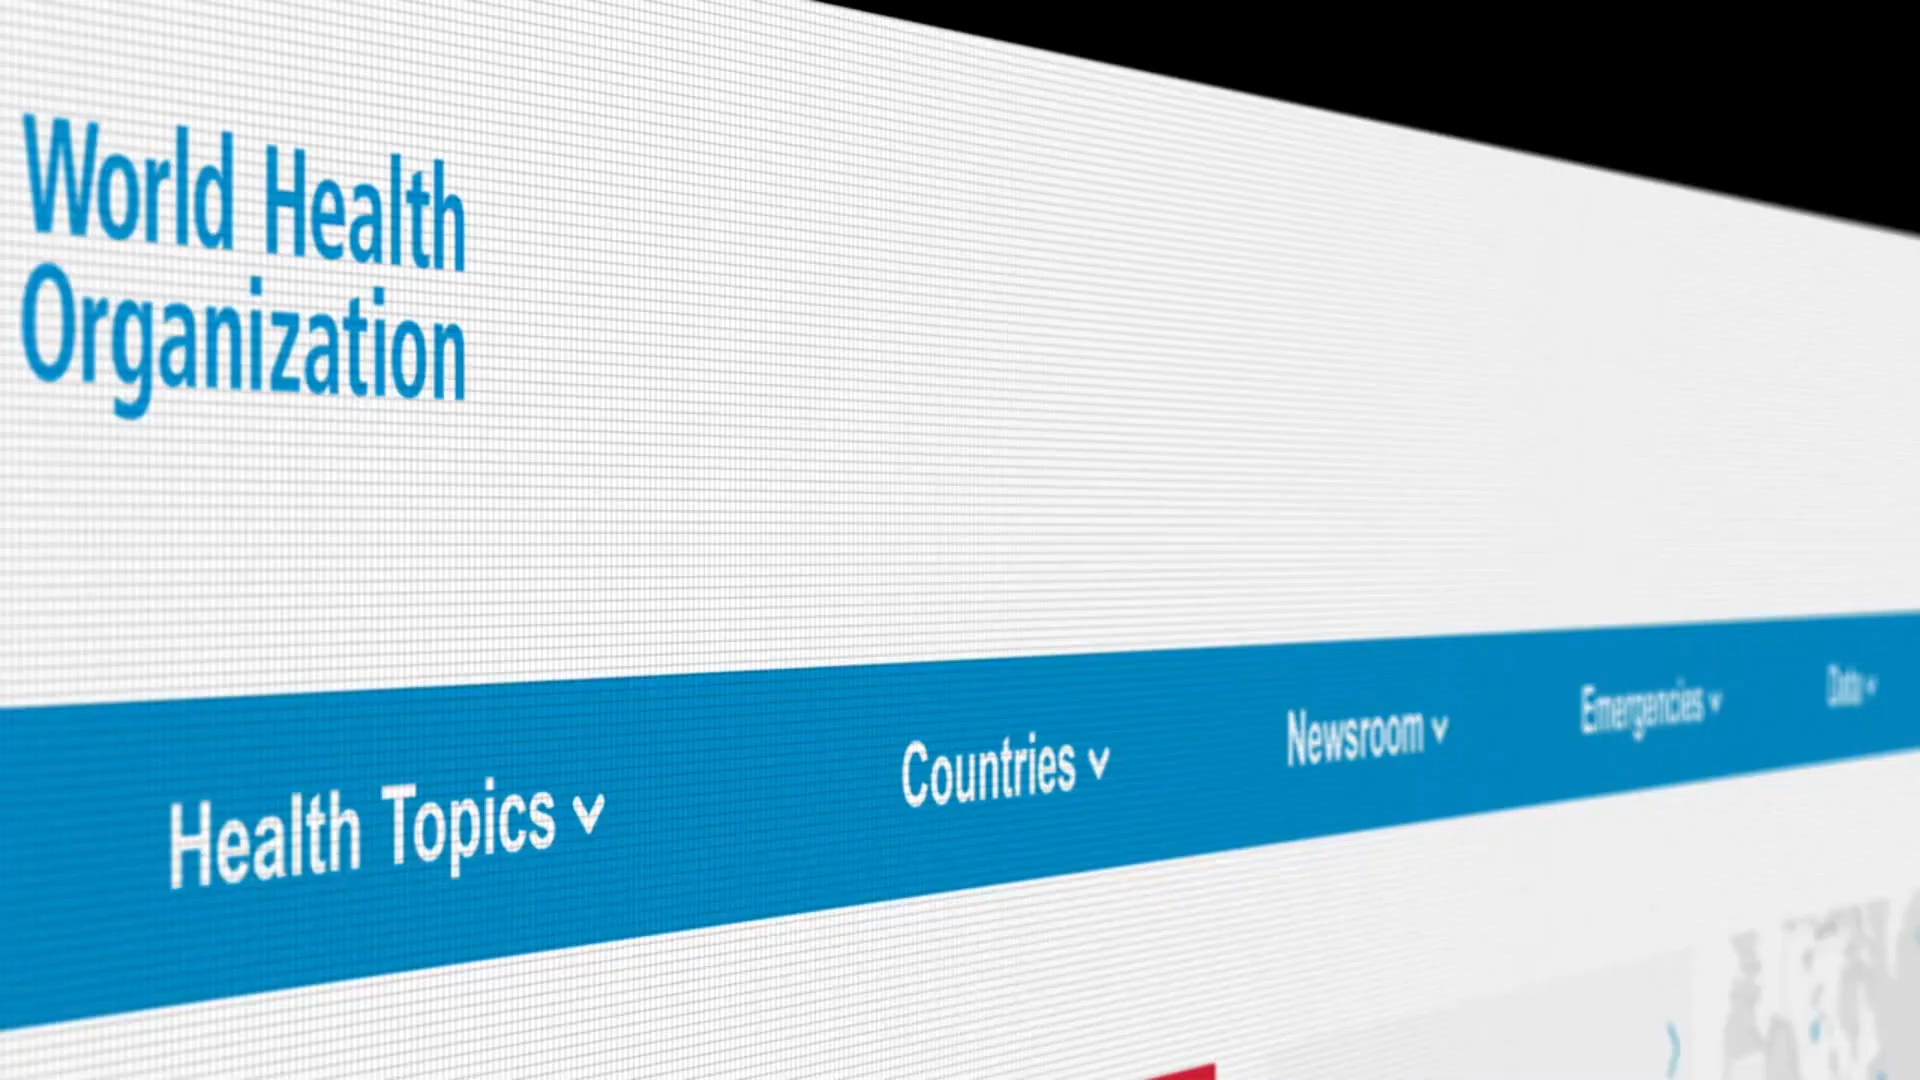 World Health
Organization
Health Topics
Countries
Newsroom
Emergencies
Data